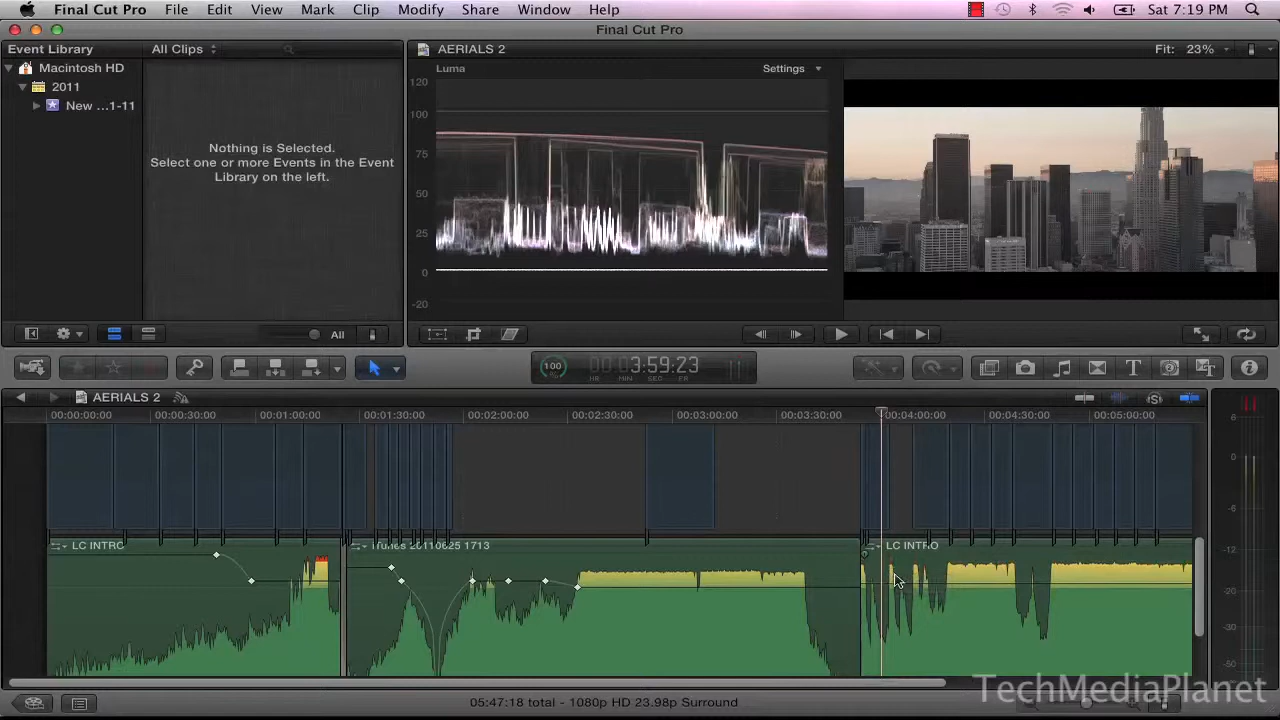 Final Cut Pro File Edit View Mark Clip Modify Share Window Help Sat 7:19 PM
Final Cut Pro
Event Library All Clips AERIALS 2 Fit: 23%
Macintosh HD
2011
New ...1-11
Nothing is Selected.
Select one or more Events in the Event
Library on the left.
Luma Settings
120
100
75
50
25
0
-20
All
100
%
3:59:23
HR MIN SEC FR
AERIALS 2
00:00:00:00 00:00:30:00 00:01:00:00 00:01:30:00 00:02:00:00 00:02:30:00 00:03:00:00 00:03:30:00 00:04:00:00 00:04:30:00 00:05:00:00
LC INTRO iTunes 20110625 1713 LC INTRO
6
0
-6
-12
-20
-30
-50
05:47:18 total - 1080p HD 23.98p Surround
TechMediaPlanet